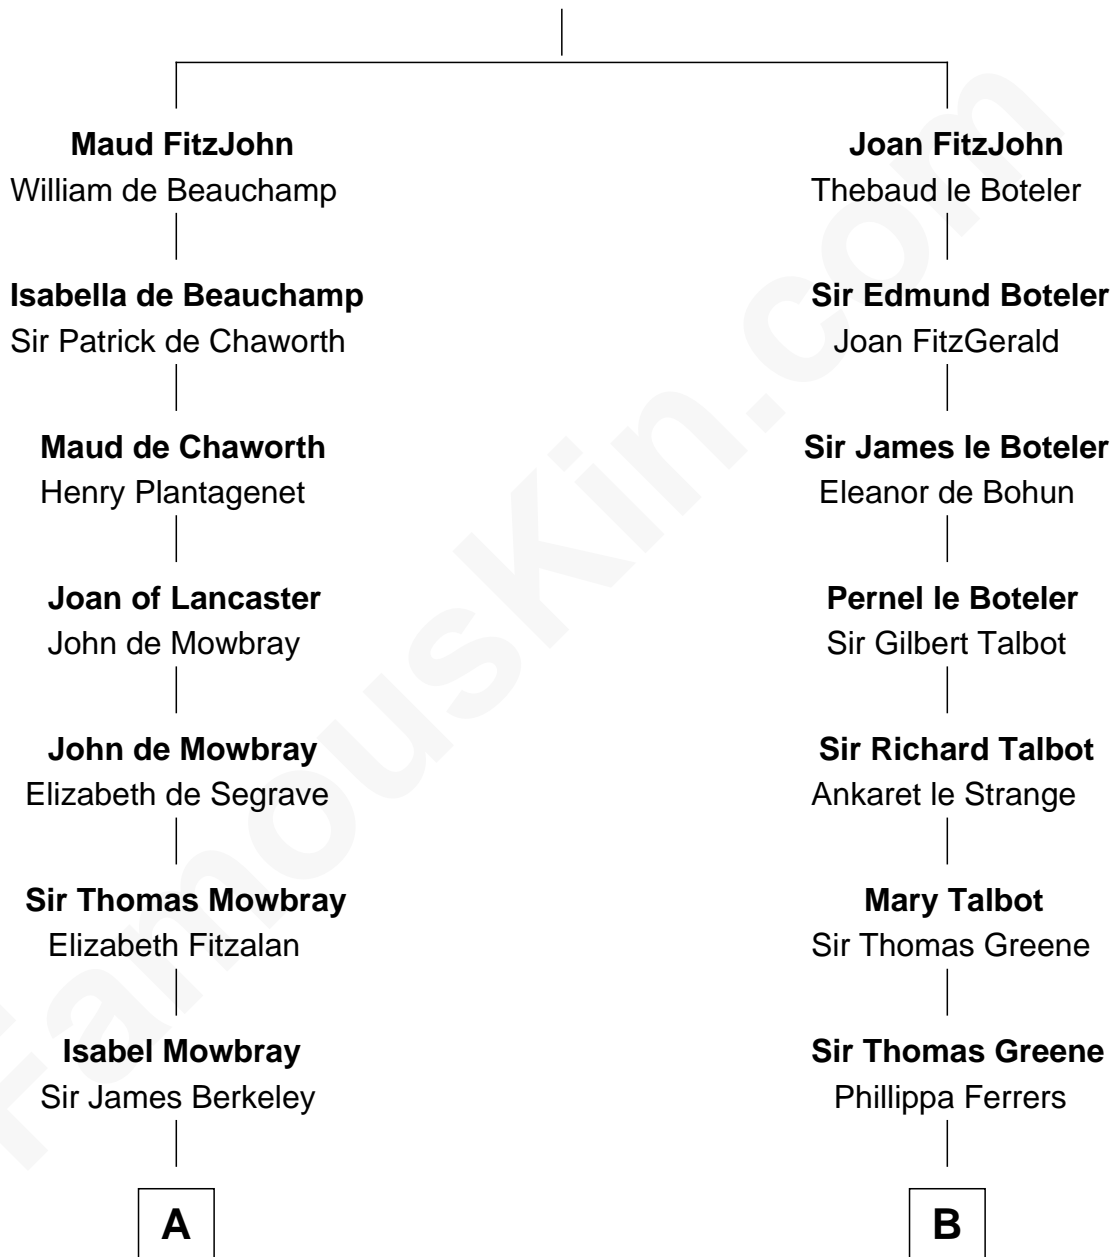 Maud FitzJohn
William de Beauchamp
Isabella de Beauchamp
Sir Patrick de Chaworth
Maud de Chaworth
Henry Plantagenet
Joan of Lancaster
John de Mowbray
John de Mowbray
Elizabeth de Segrave
Sir Thomas Mowbray
Elizabeth Fitzalan
Isabel Mowbray
Sir James Berkeley
A
Joan FitzJohn
Thebaud le Boteler
Sir Edmund Boteler
Joan FitzGerald
Sir James le Boteler
Eleanor de Bohun
Pernel le Boteler
Sir Gilbert Talbot
Sir Richard Talbot
Ankaret le Strange
Mary Talbot
Sir Thomas Greene
Sir Thomas Greene
Phillippa Ferrers
B
FamousKin.com